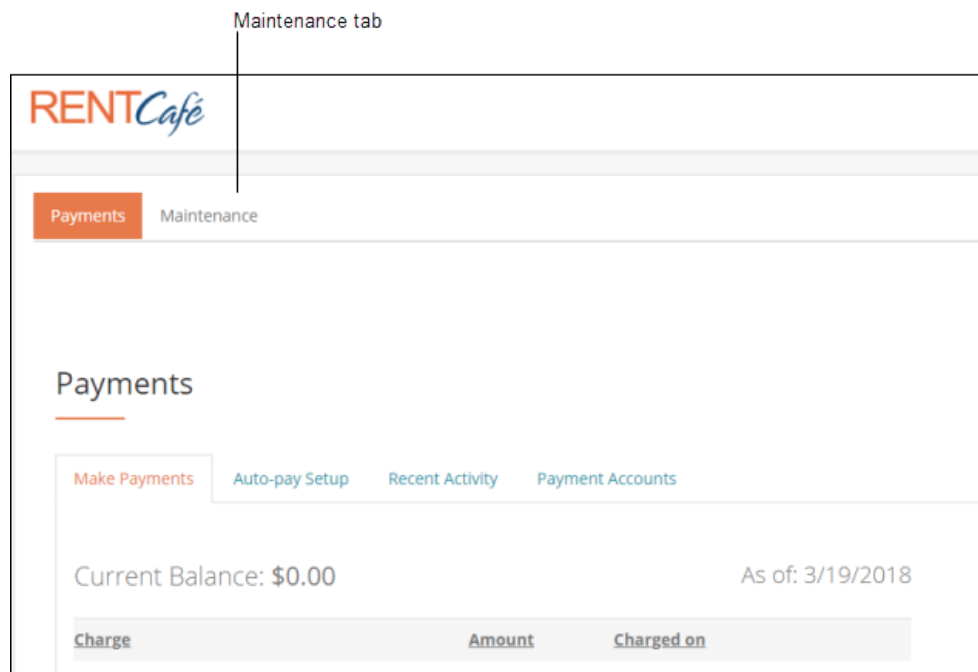 Maintenance tab
RENTCafé
Payments Maintenance
Payments
Make Payments Auto-pay Setup Recent Activity Payment Accounts
Current Balance: $0.00 As of: 3/19/2018
Charge Amount Charged on